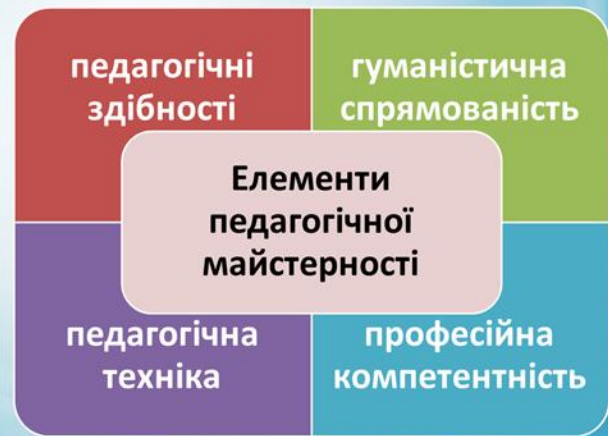 педагогічні
здібності
гуманістична
спрямованість
Елементи
педагогічної
майстерності
педагогічна
техніка
професійна
компетентність